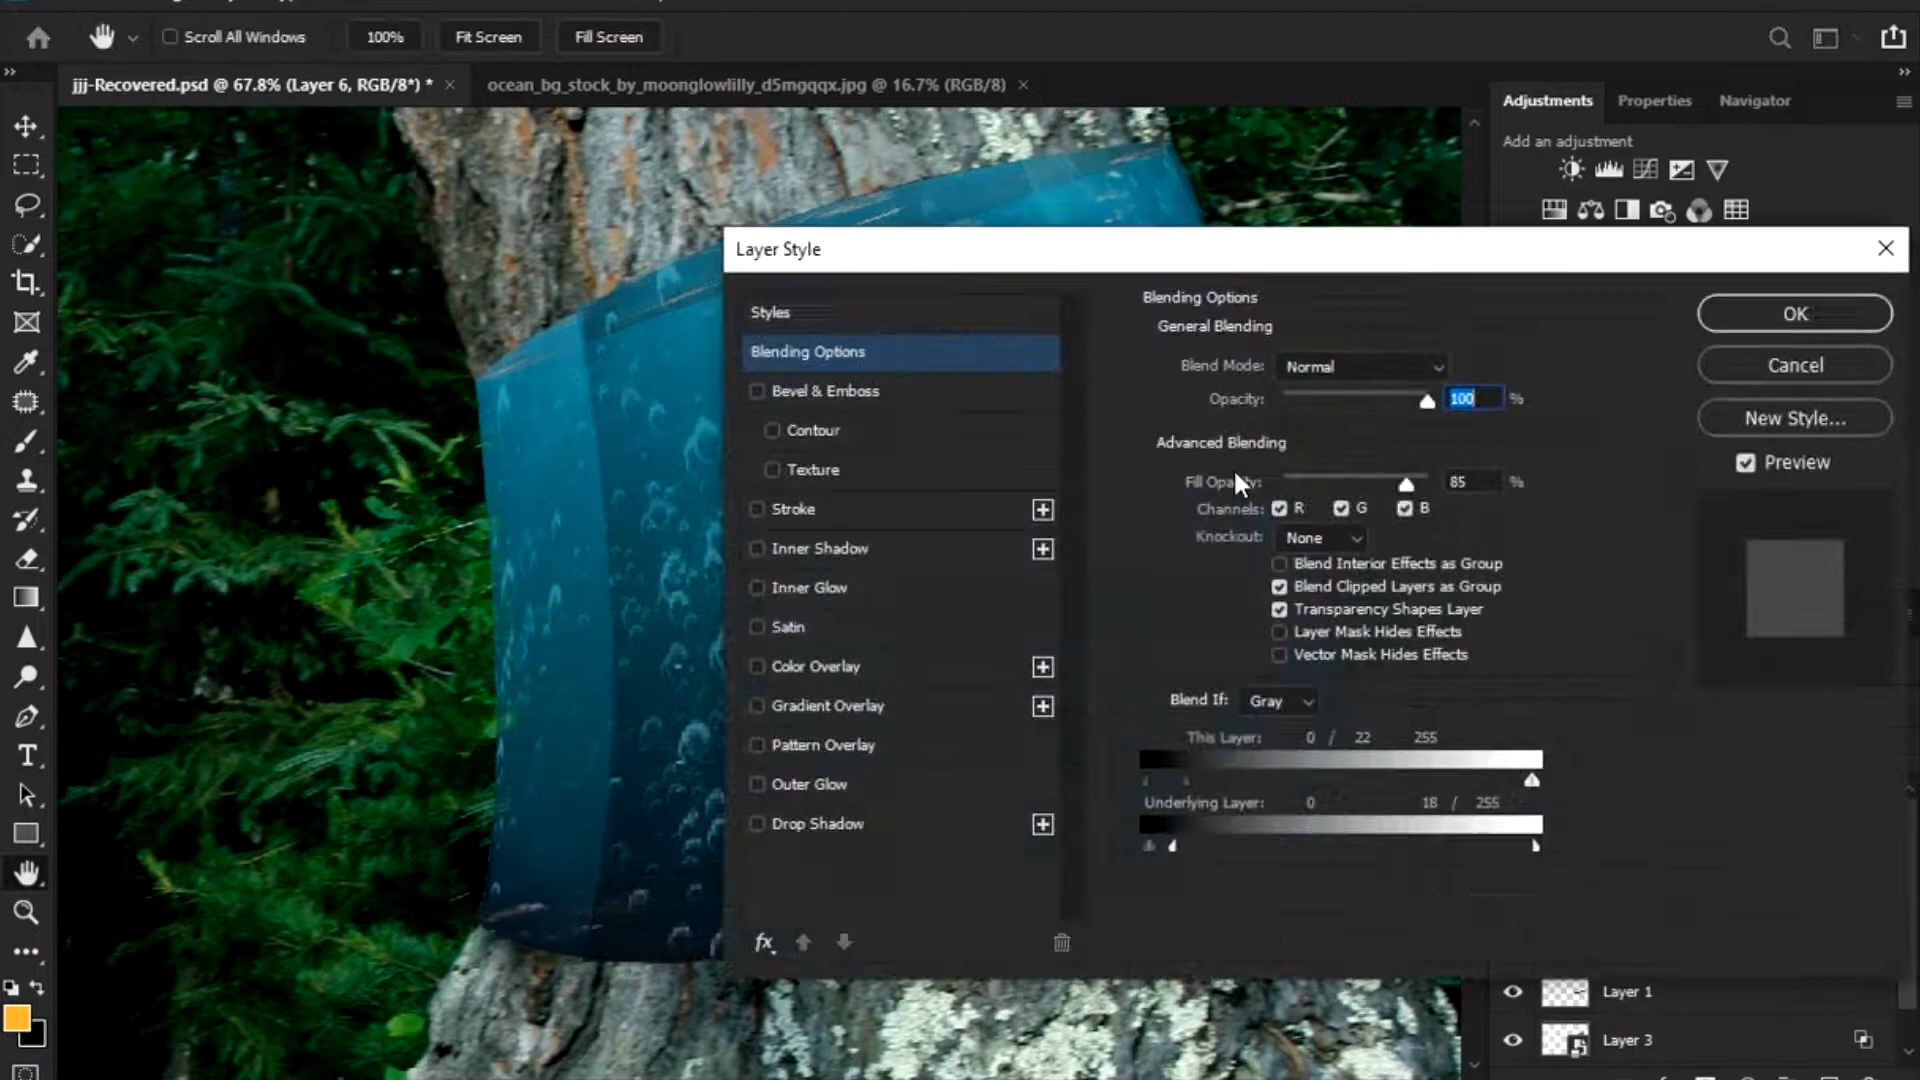 Scroll All Windows 100% Fit Screen Fill Screen
jjj-Recovered.psd @ 67.8% (Layer 6, RGB/8*) * × ocean_bg_stock_by_moonglowlilly_d5mgqqx.jpg @ 16.7% (RGB/8) ×
Adjustments Properties Navigator
Add an adjustment
Layer Style
Styles
Blending Options
Bevel & Emboss
Contour
Texture
Stroke
Inner Shadow
Inner Glow
Satin
Color Overlay
Gradient Overlay
Pattern Overlay
Outer Glow
Drop Shadow
fx
Blending Options
General Blending
Blend Mode: Normal
Opacity: 100 %
Advanced Blending
Fill Opacity: 85 %
Channels: R G B
Knockout: None
Blend Interior Effects as Group
Blend Clipped Layers as Group
Transparency Shapes Layer
Layer Mask Hides Effects
Vector Mask Hides Effects
Blend If: Gray
This Layer: 0 / 22 255
Underlying Layer: 0 18 / 255
OK
Cancel
New Style...
Preview
Layer 1
Layer 3